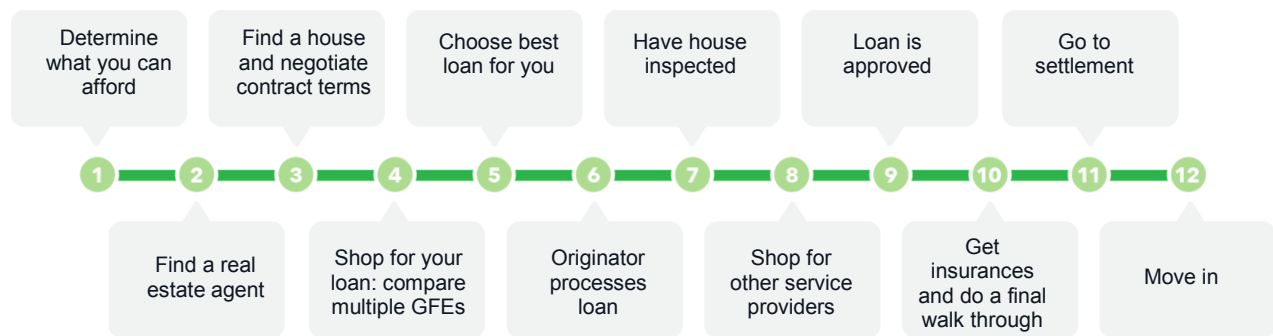 Determine
what you can
afford
Find a house
and negotiate
contract terms
Choose best
loan for you
Have house
inspected
Loan is
approved
Go to
settlement
1 2 3 4 5 6 7 8 9 10 11 12
Find a real
estate agent
Shop for your
loan: compare
multiple GFEs
Originator
processes
loan
Shop for
other service
providers
Get
insurances
and do a final
walk through
Move in